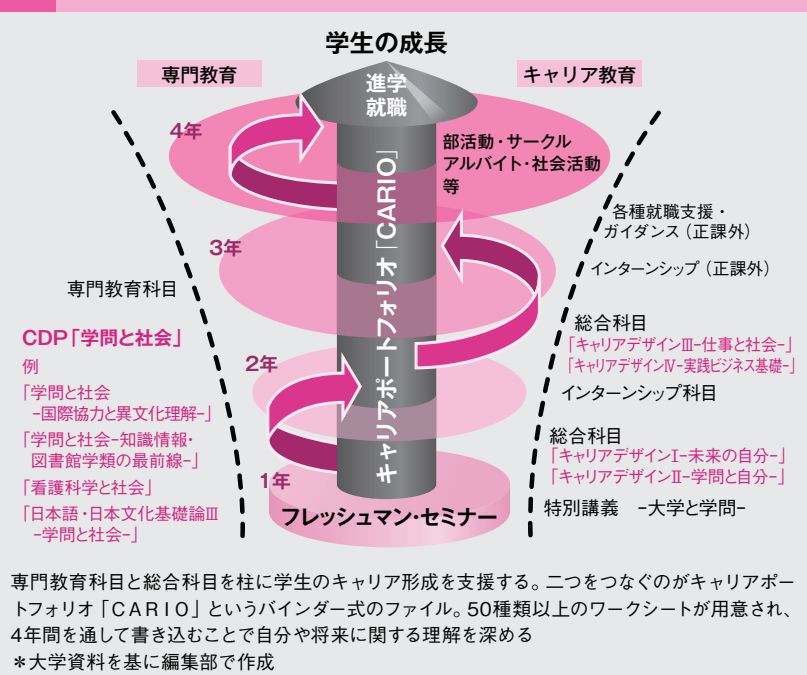 学生の成長
専門教育
キャリア教育
進学
就職
4年
部活動・サークル
アルバイト・社会活動
等
3年
2年
1年
キャリアポートフォリオ「CARIO」
フレッシュマン・セミナー
専門教育科目
CDP「学問と社会」
例
「学問と社会
-国際協力と異文化理解-」
「学問と社会-知識情報・
図書館学類の最前線-」
「看護科学と社会」
「日本語・日本文化基礎論Ⅲ
-学問と社会-」
各種就職支援・
ガイダンス（正課外）
インターンシップ（正課外）
総合科目
「キャリアデザインⅢ-仕事と社会-」
「キャリアデザインⅣ-実践ビジネス基礎-」
インターンシップ科目
総合科目
「キャリアデザインⅠ-未来の自分-」
「キャリアデザインⅡ-学問と自分-」
特別講義　-大学と学問-
専門教育科目と総合科目を柱に学生のキャリア形成を支援する。二つをつなぐのがキャリアポー
トフォリオ「CARIO」というバインダー式のファイル。50種類以上のワークシートが用意され、
4年間を通して書き込むことで自分や将来に関する理解を深める
＊大学資料を基に編集部で作成